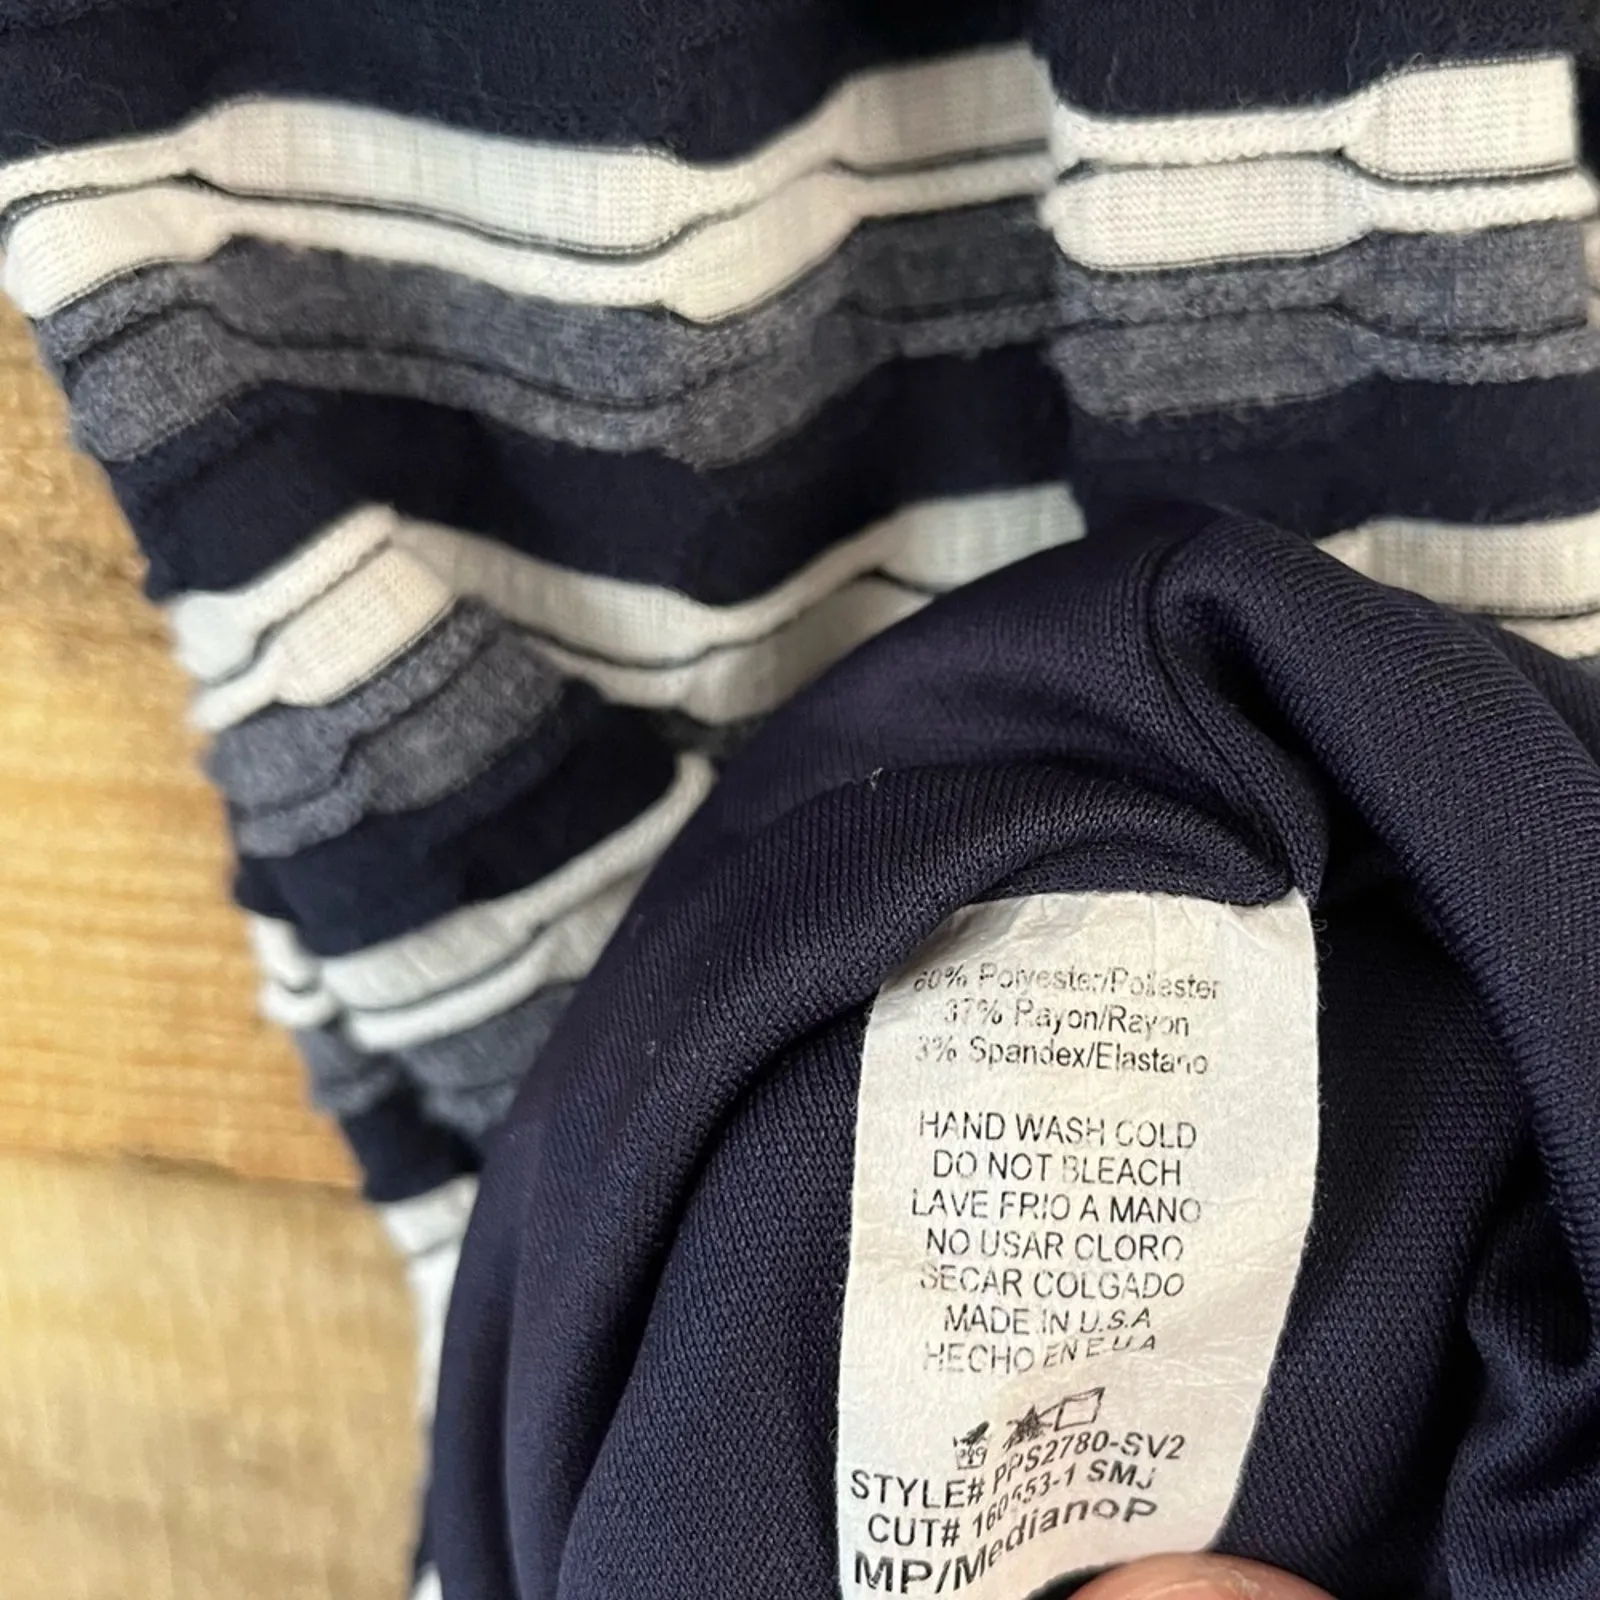 60% Polyester/Poliester
37% Rayon/Rayon
3% Spandex/Elastano
HAND WASH COLD
DO NOT BLEACH
LAVE FRIO A MANO
NO USAR CLORO
SECAR COLGADO
MADE IN U.S.A
HECHO EN E.U.A
30C
STYLE# PPS2780-SV2
CUT# 160553-1 SMJ
MP/MedianoP